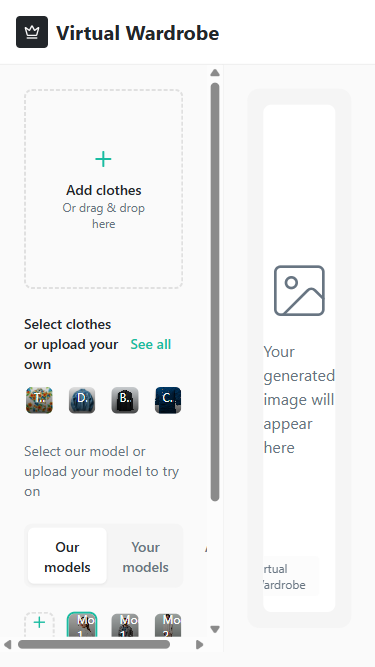 Virtual Wardrobe
Add clothes
Or drag & drop
here
Select clothes
or upload your
own
See all
T..
D.
B..
C.
Select our model or
upload your model to try
on
Our
models
Your
models
Mo
1
Mo
1
Mo
1
Your
generated
image will
appear
here
rtual
ardrobe